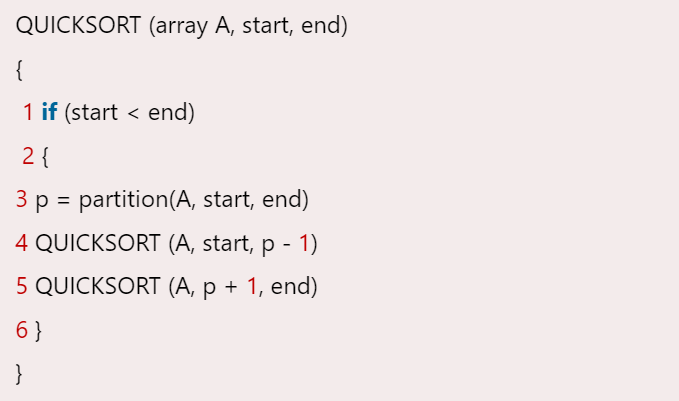 QUICKSORT (array A, start, end)
{
1 if (start < end)
2 {
3 p = partition(A, start, end)
4 QUICKSORT (A, start, p - 1)
5 QUICKSORT (A, p + 1, end)
6 }
}